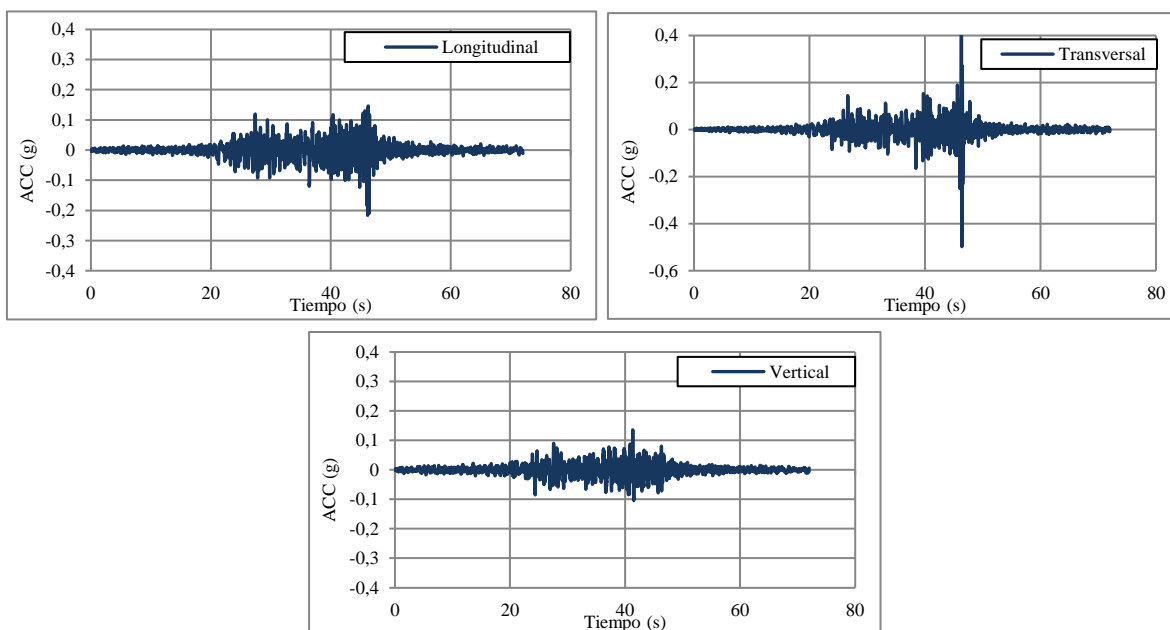 Longitudinal
ACC (g)
0,4
0,3
0,2
0,1
0
-0,1
-0,2
-0,3
-0,4
0 20 40 60 80
Tiempo (s)
Transversal
ACC (g)
0,4
0,2
0
-0,2
-0,4
-0,6
0 20 40 60 80
Tiempo (s)
Vertical
ACC (g)
0,4
0,3
0,2
0,1
0
-0,1
-0,2
-0,3
-0,4
0 20 40 60 80
Tiempo (s)